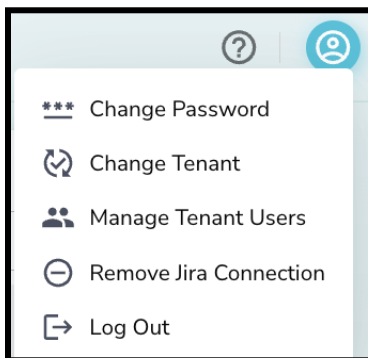 Change Password
Change Tenant
Manage Tenant Users
Remove Jira Connection
Log Out